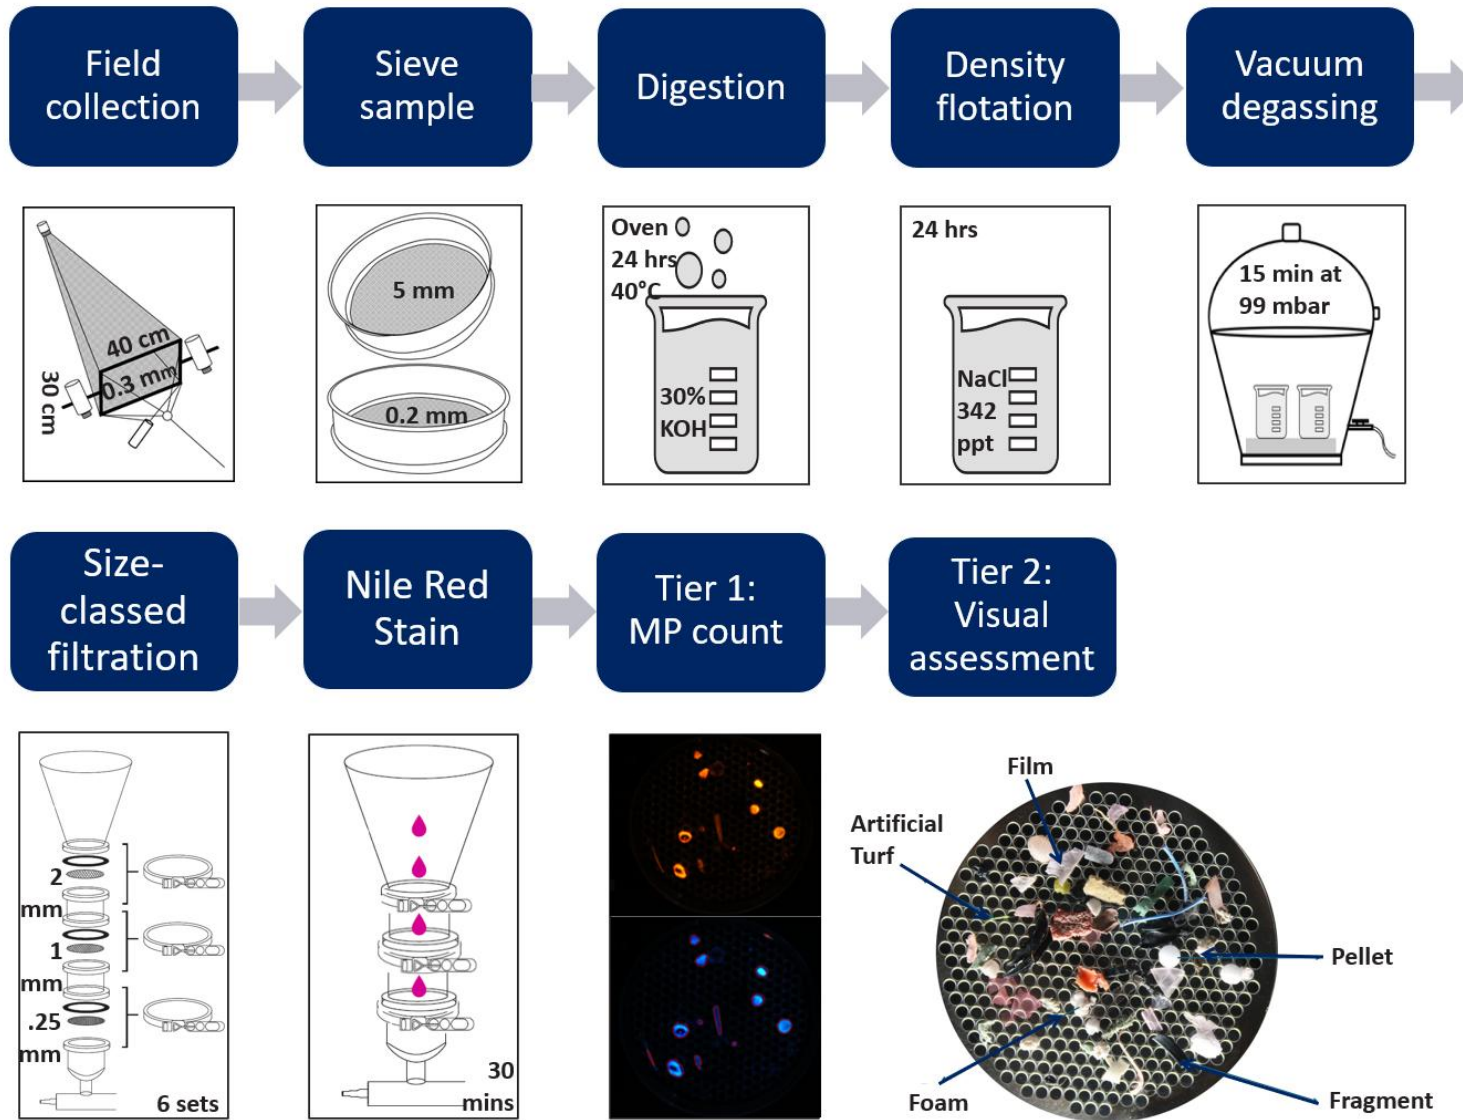 Field
collection
Sieve
sample
Digestion
Density
flotation
Vacuum
degassing
40 cm
0.3 mm
30 cm
5 mm
0.2 mm
Oven
24 hrs
40°C
30%
KOH
24 hrs
NaCl
342
ppt
15 min at
99 mbar
Size-
classed
filtration
Nile Red
Stain
Tier 1:
MP count
Tier 2:
Visual
assessment
2
mm
1
mm
.25
mm
6 sets
30
mins
Film
Artificial
Turf
Pellet
Foam
Fragment